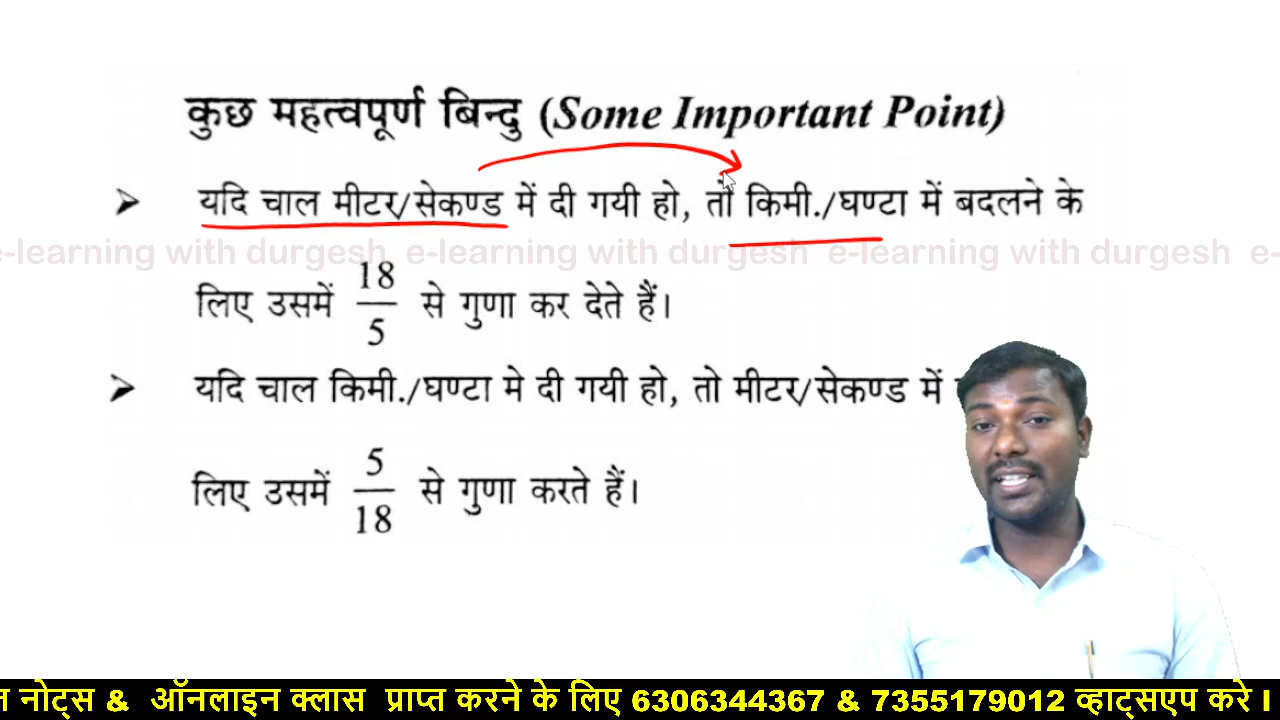 कुछ महत्वपूर्ण बिन्दु (Some Important Point)
➤ यदि चाल मीटर/सेकण्ड में दी गयी हो, तो किमी./घण्टा में बदलने के
e-learning with durgesh e-learning with durgesh e-learning with durgesh e-
लिए उसमें 18/5 से गुणा कर देते हैं।
➤ यदि चाल किमी./घण्टा मे दी गयी हो, तो मीटर/सेकण्ड में
लिए उसमें 5/18 से गुणा करते हैं।
नोट्स & ऑनलाइन क्लास प्राप्त करने के लिए 6306344367 & 7355179012 व्हाट्सएप करे I